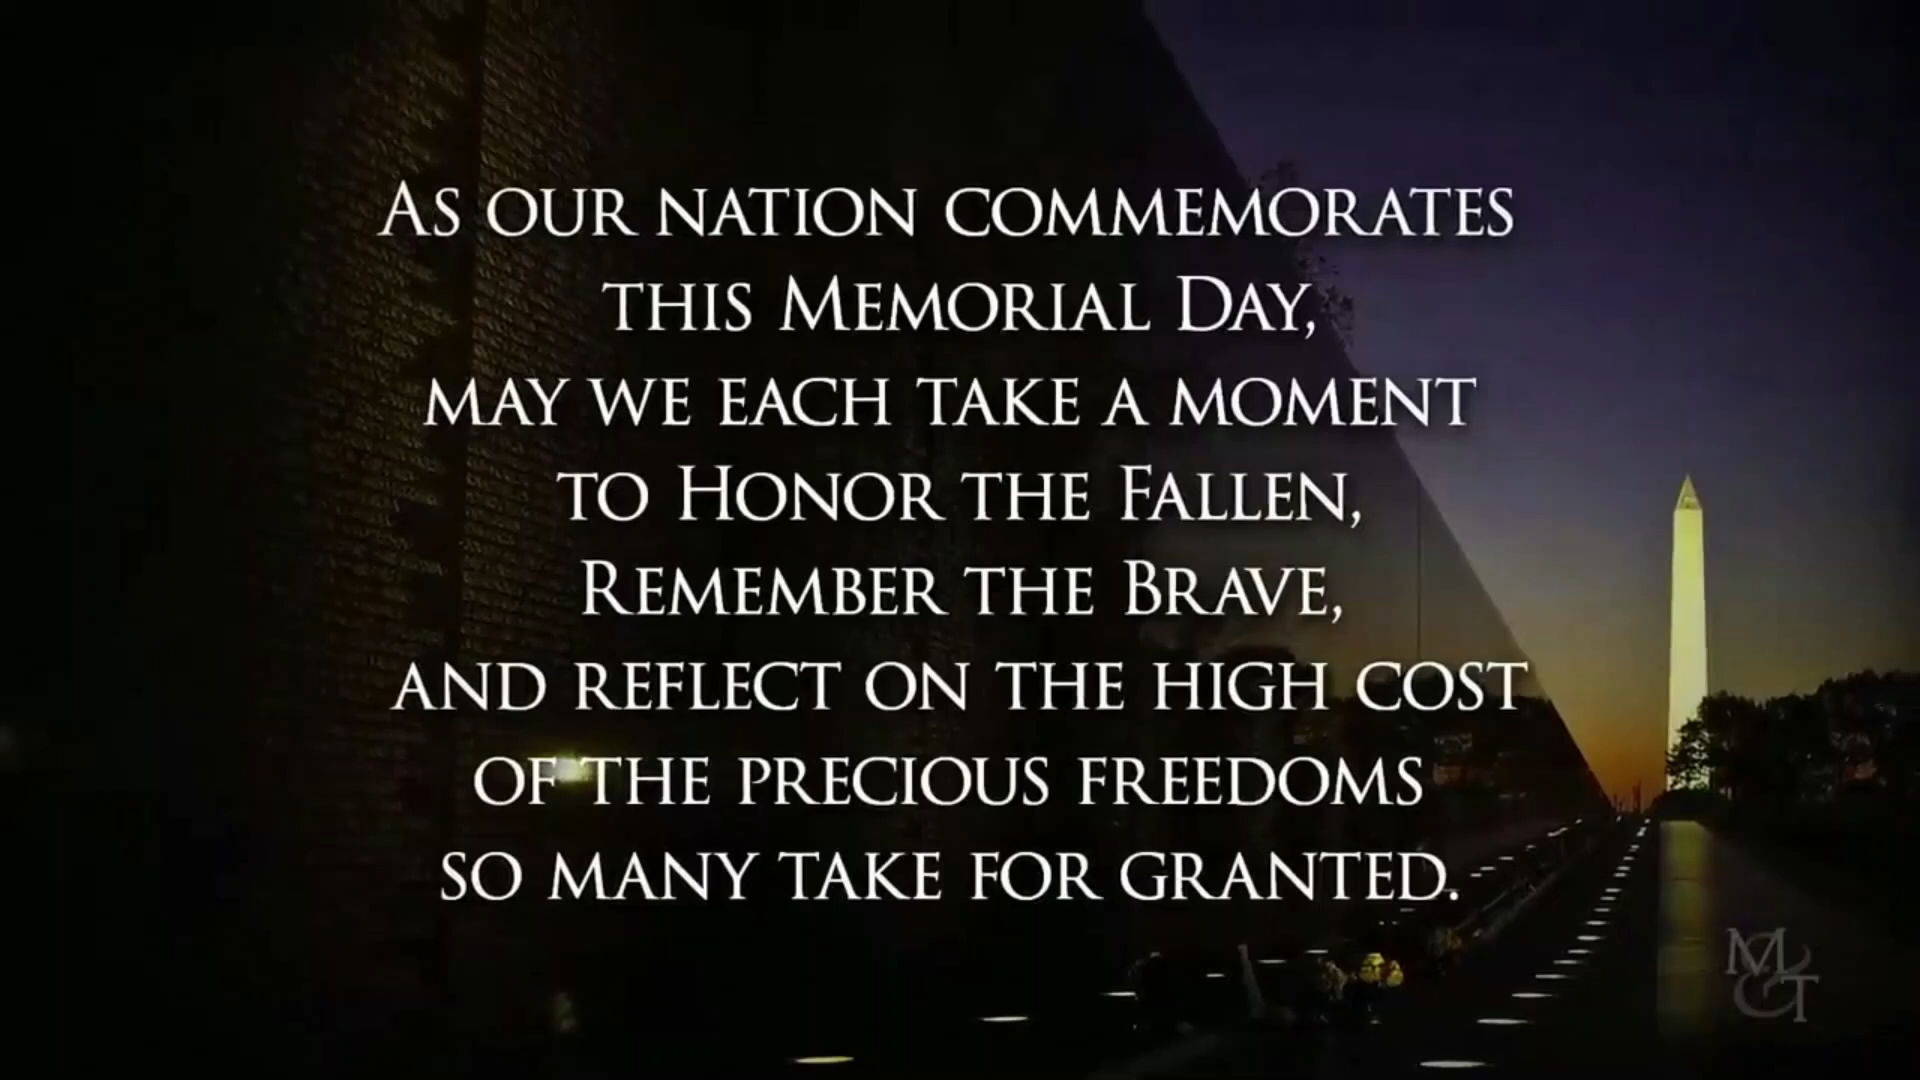 As our nation commemorates
this Memorial Day,
may we each take a moment
to Honor the Fallen,
Remember the Brave,
and reflect on the high cost
of the precious freedoms
so many take for granted.
MCT